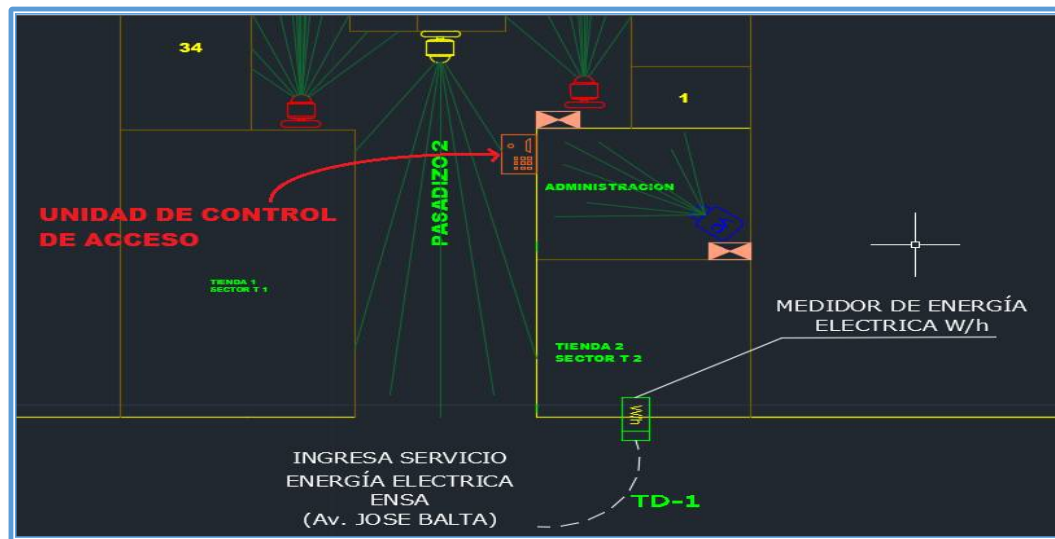 34
1
PASADIZO 2
ADMINISTRACION
UNIDAD DE CONTROL
DE ACCESO
TIENDA 1
SECTOR T 1
MEDIDOR DE ENERGÍA
ELECTRICA W/h
TIENDA 2
SECTOR T 2
W/h
INGRESA SERVICIO
ENERGÍA ELECTRICA
ENSA
(Av. JOSE BALTA)
TD-1